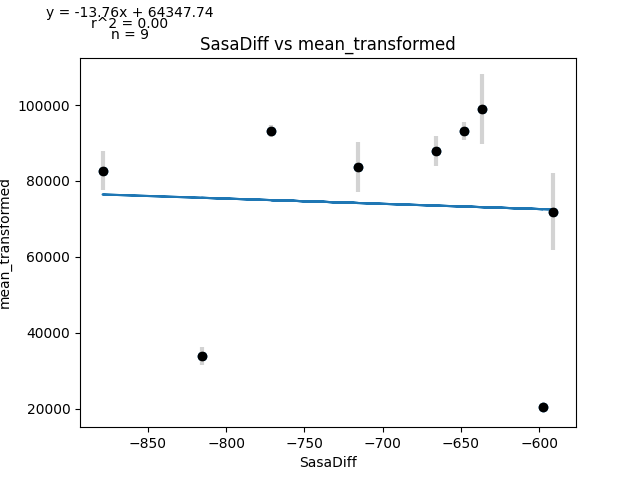 y = -13.76x + 64347.74
r^2 = 0.00
n = 9
SasaDiff vs mean_transformed
100000
80000
60000
40000
20000
mean_transformed
−850
−800
−750
−700
−650
−600
SasaDiff